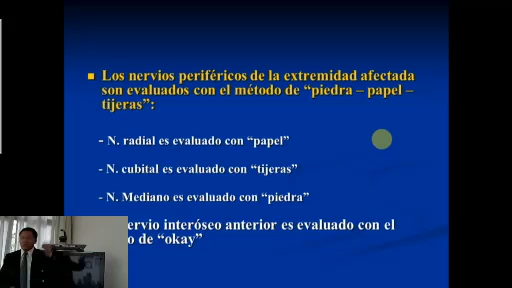 Los nervios periféricos de la extremidad afectada
son evaluados con el método de “piedra – papel –
tijeras”:
- N. radial es evaluado con “papel”
- N. cubital es evaluado con “tijeras”
- N. Mediano es evaluado con “piedra”
interóseo anterior es evaluado con el
de “okay”